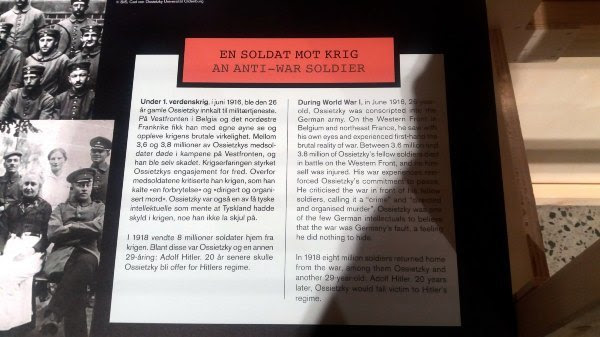 © BIS, Carl von Ossietzky Universität Oldenburg
EN SOLDAT MOT KRIG
AN ANTI-WAR SOLDIER
Under 1. verdenskrig, i juni 1916, ble den 26
år gamle Ossietzky innkalt til militærtjeneste.
På Vestfronten i Belgia og det nordøstre
Frankrike fikk han med egne øyne se og
oppleve krigens brutale virkelighet. Mellom
3,6 og 3,8 millioner av Ossietzkys medsol-
dater døde i kampene på Vestfronten, og
han ble selv skadet. Krigserfaringen styrket
Ossietzkys engasjement for fred. Overfor
medsoldatene kritiserte han krigen, som han
kalte «en forbrytelse» og «dirigert og organi-
sert mord». Ossietzky var også en av få tyske
intellektuelle som mente at Tyskland hadde
skyld i krigen, noe han ikke la skjul på.
I 1918 vendte 8 millioner soldater hjem fra
krigen. Blant disse var Ossietzky og en annen
29-åring: Adolf Hitler. 20 år senere skulle
Ossietzky bli offer for Hitlers regime.
During World War I, in June 1916, 26 year-
old, Ossietzky was conscripted into the
German army. On the Western Front in
Belgium and northeast France, he saw with
his own eyes and experienced first-hand the
brutal reality of war. Between 3.6 million and
3.8 million of Ossietzky's fellow soldiers died
in battle on the Western Front, and he him-
self was injured. His war experiences rein-
forced Ossietzky's commitment to peace.
He criticised the war in front of his fellow
soldiers, calling it a "crime" and "directed
and organised murder". Ossietzky was one
of the few German intellectuals to believe
that the war was Germany's fault, a feeling
he did nothing to hide.
In 1918 eight million soldiers returned home
from the war, among them Ossietzky and
another 29-year-old: Adolf Hitler. 20 years
later, Ossietzky would fall victim to Hitler's
regime.